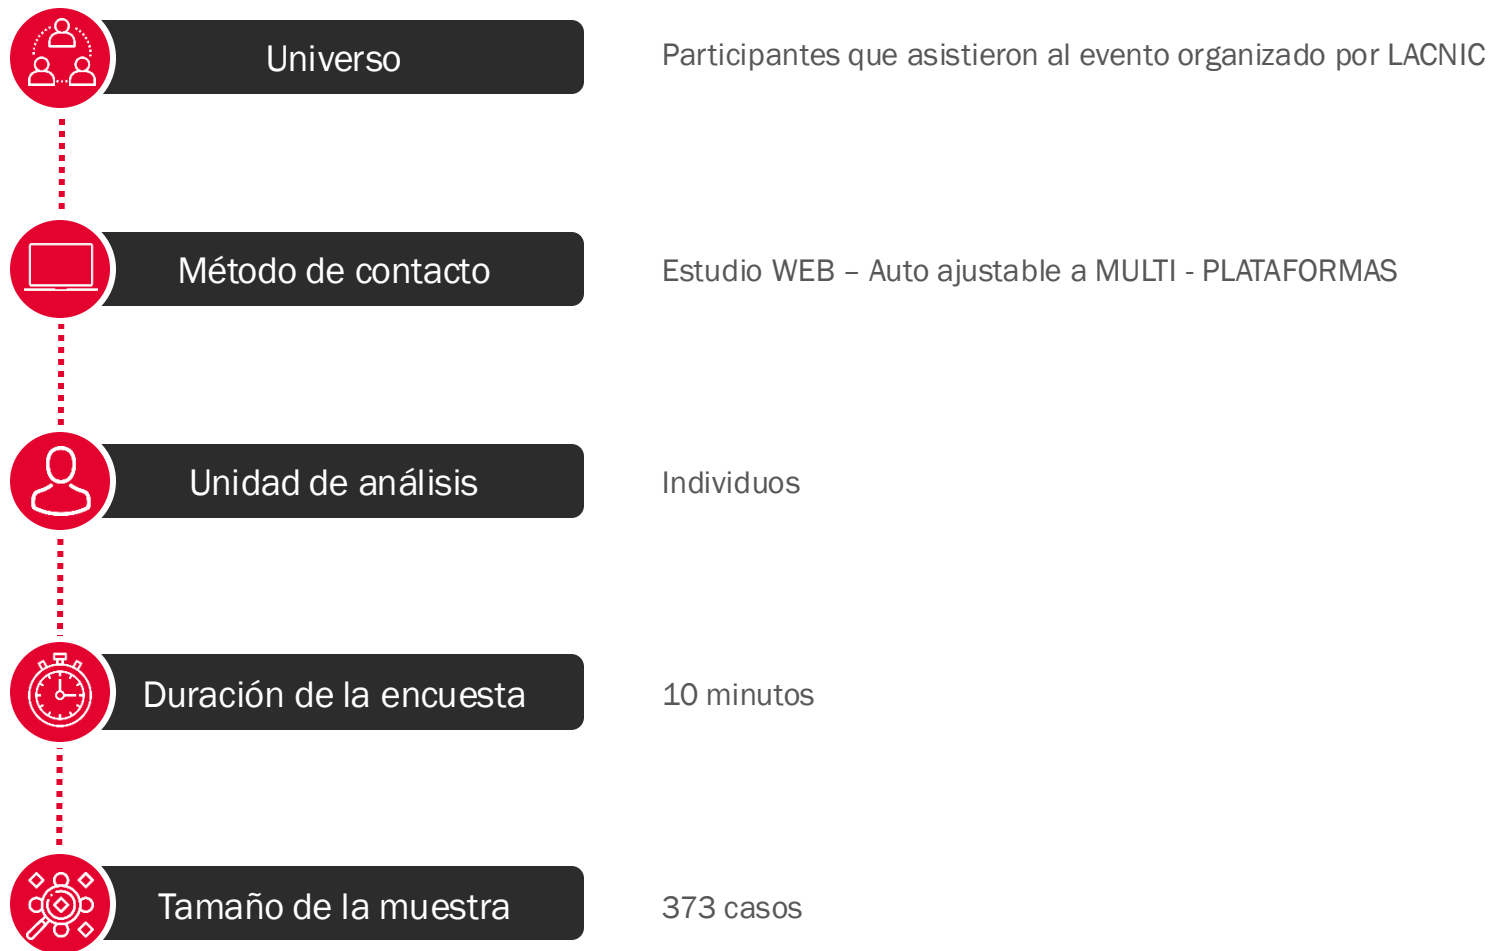 Universo
Participantes que asistieron al evento organizado por LACNIC
Método de contacto
Estudio WEB – Auto ajustable a MULTI - PLATAFORMAS
Unidad de análisis
Individuos
Duración de la encuesta
10 minutos
Tamaño de la muestra
373 casos